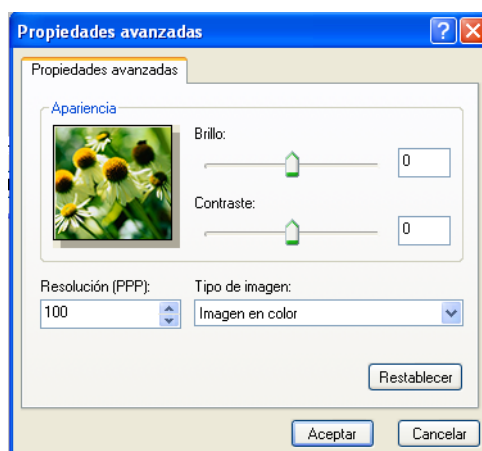 Propiedades avanzadas
Propiedades avanzadas
Apariencia
Brillo:
0
Contraste:
0
Resolución (PPP):
Tipo de imagen:
100
Imagen en color
Restablecer
Aceptar
Cancelar